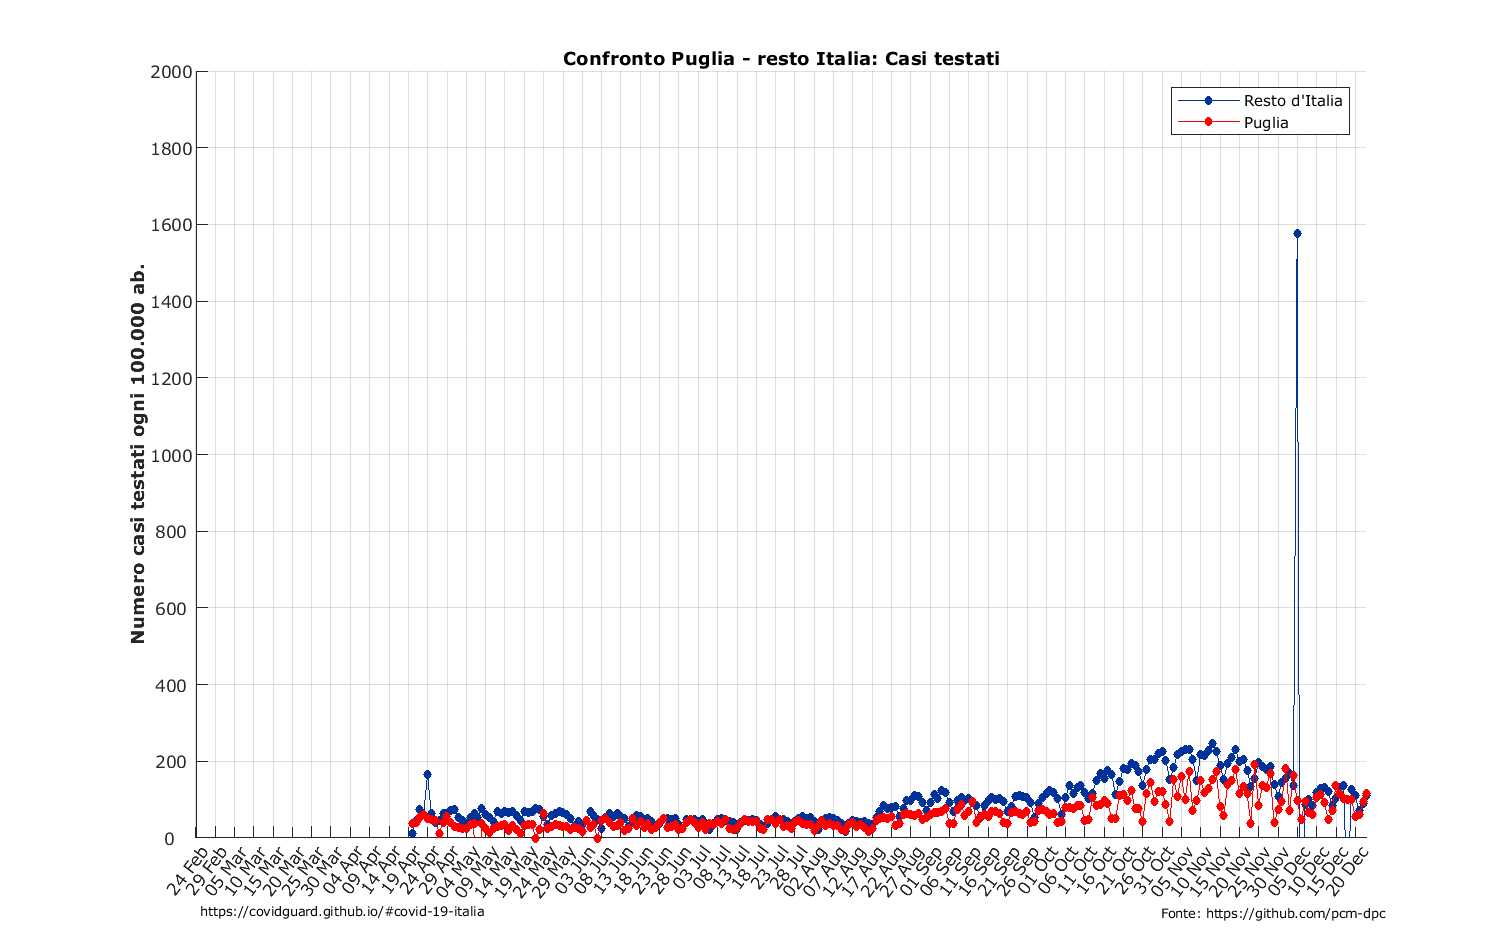 Confronto Puglia - resto Italia: Casi testati
Resto d'Italia
Puglia
Numero casi testati ogni 100.000 ab.
2000
1800
1600
1400
1200
1000
800
600
400
200
0
24 Feb
29 Feb
05 Mar
10 Mar
15 Mar
20 Mar
25 Mar
30 Mar
04 Apr
09 Apr
14 Apr
19 Apr
24 Apr
29 Apr
04 May
09 May
14 May
19 May
24 May
29 May
03 Jun
08 Jun
13 Jun
18 Jun
23 Jun
28 Jun
03 Jul
08 Jul
13 Jul
18 Jul
23 Jul
28 Jul
02 Aug
07 Aug
12 Aug
17 Aug
22 Aug
27 Aug
01 Sep
06 Sep
11 Sep
16 Sep
21 Sep
26 Sep
01 Oct
06 Oct
11 Oct
16 Oct
21 Oct
26 Oct
31 Oct
05 Nov
10 Nov
15 Nov
20 Nov
25 Nov
30 Nov
05 Dec
10 Dec
15 Dec
20 Dec
https://covidguard.github.io/#covid-19-italia
Fonte: https://github.com/pcm-dpc